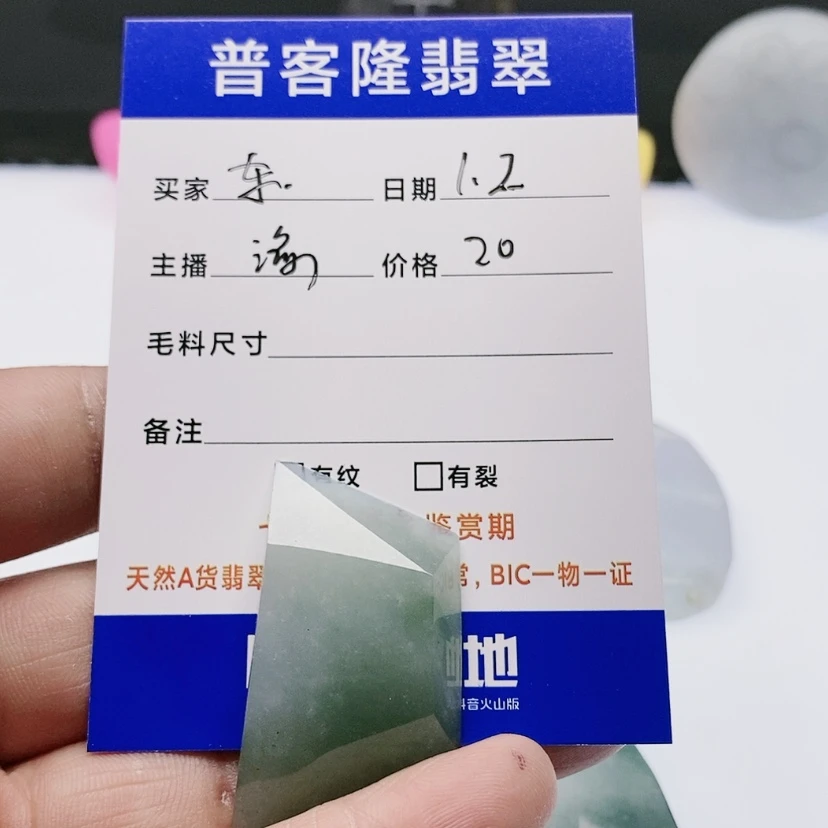 普客隆翡翠
买家 东. 日期 1.2
主播 渝 价格 20
毛料尺寸
备注
有纹 有裂
鉴赏期
天然A货翡翠 常, BIC一物一证
地
抖音火山版